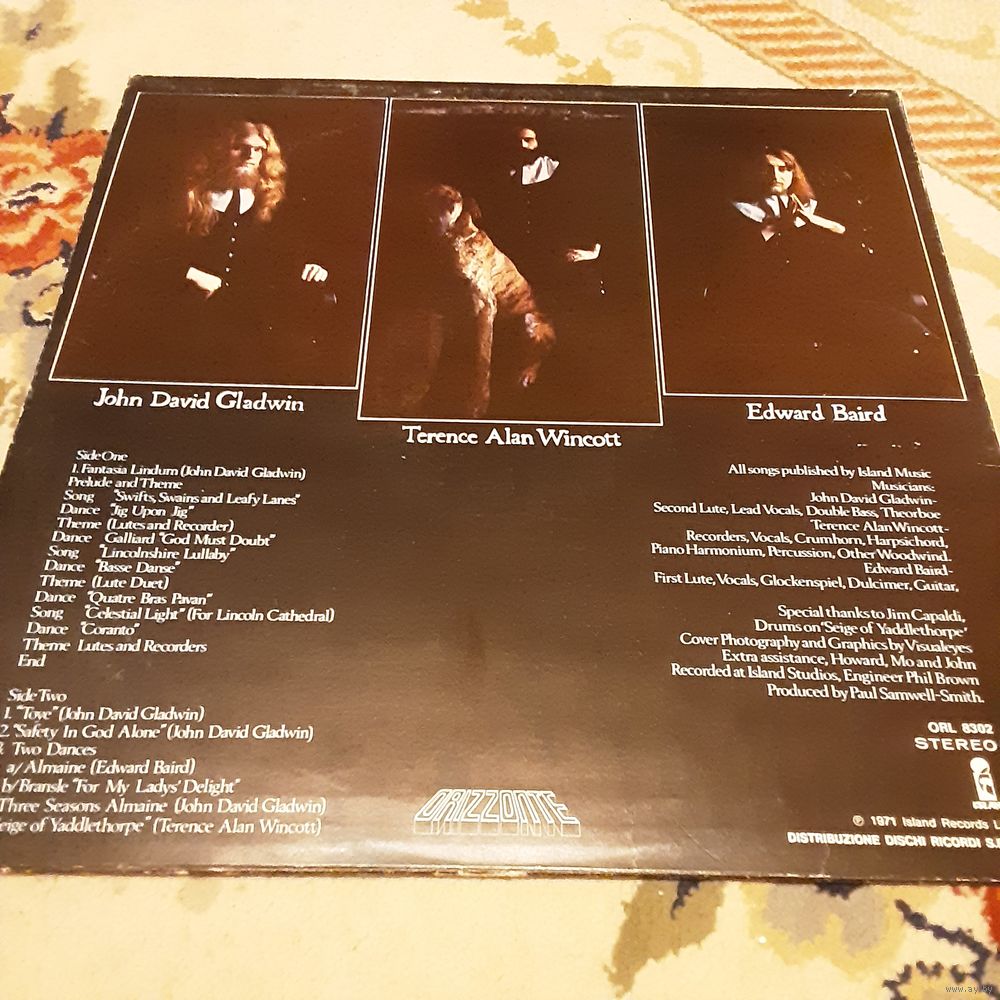 John David Gladwin
Terence Alan Wincott
Edward Baird
Side One
1. Fantasia Lindum (John David Gladwin)
Prelude and Theme
Song "Swifts, Swains and Leafy Lanes"
Dance "Jig Upon Jig"
Theme (Lutes and Recorder)
Dance Galliard "God Must Doubt"
Song "Lincolnshire Lullaby"
Dance "Basse Danse"
Theme (Lute Duet)
Dance "Quatre Bras Pavan"
Song "Celestial Light" (For Lincoln Cathedral)
Dance "Coranto"
Theme Lutes and Recorders
End
Side Two
1. "Toye" (John David Gladwin)
2. "Safety In God Alone" (John David Gladwin)
Two Dances
a/ Almaine (Edward Baird)
b/ Bransle "For My Ladys' Delight"
Three Seasons Almaine (John David Gladwin)
eige of Yaddlethorpe" (Terence Alan Wincott)
All songs published by Island Music
Musicians:
John David Gladwin-
Second Lute, Lead Vocals, Double Bass, Theorboe
Terence Alan Wincott-
Recorders, Vocals, Crumhorn, Harpsichord,
Piano Harmonium, Percussion, Other Woodwind.
Edward Baird-
First Lute, Vocals, Glockenspiel, Dulcimer, Guitar.
Special thanks to Jim Capaldi,
Drums on 'Seige of Yaddlethorpe'
Cover Photography and Graphics by Visualeyes
Extra assistance, Howard, Mo and John
Recorded at Island Studios, Engineer Phil Brown
Produced by Paul Samwell-Smith.
ORL 8302
STEREO
ORIZZONTE
℗ 1971 Island Records L
DISTRIBUZIONE DISCHI RICORDI S.
www.ay.by